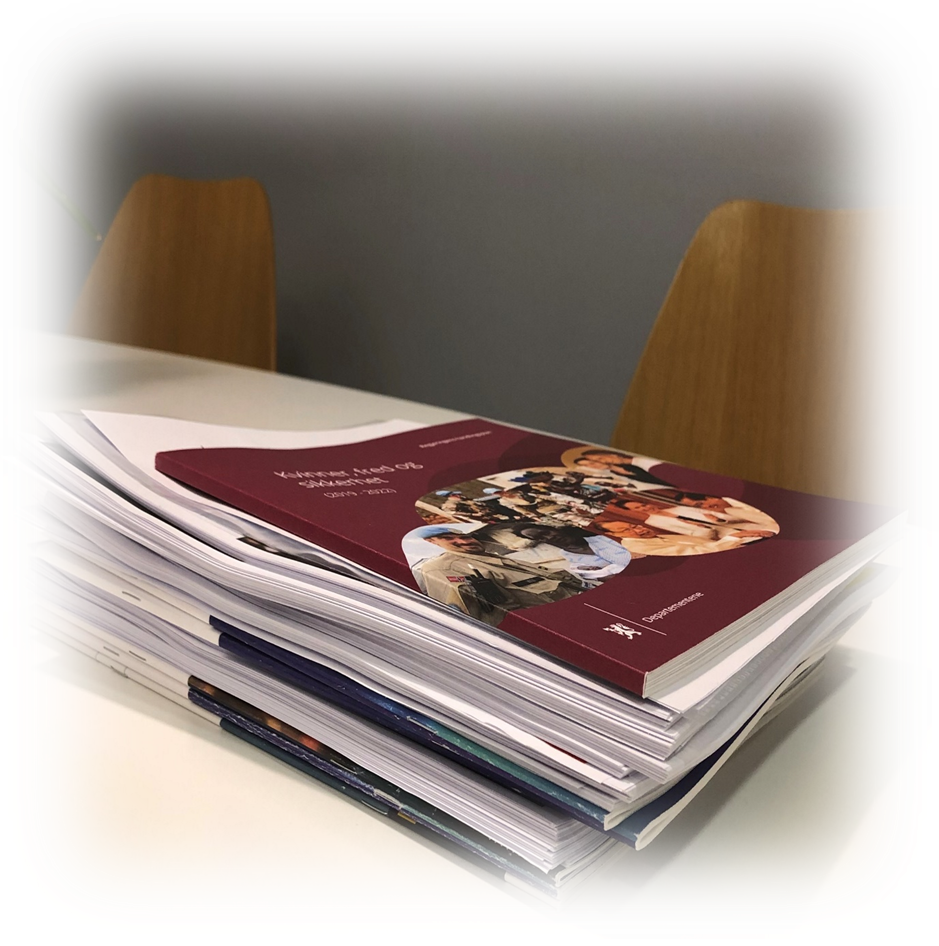 Kvinner, fred og
sikkerhet
(2019 - 2022)
Departementene